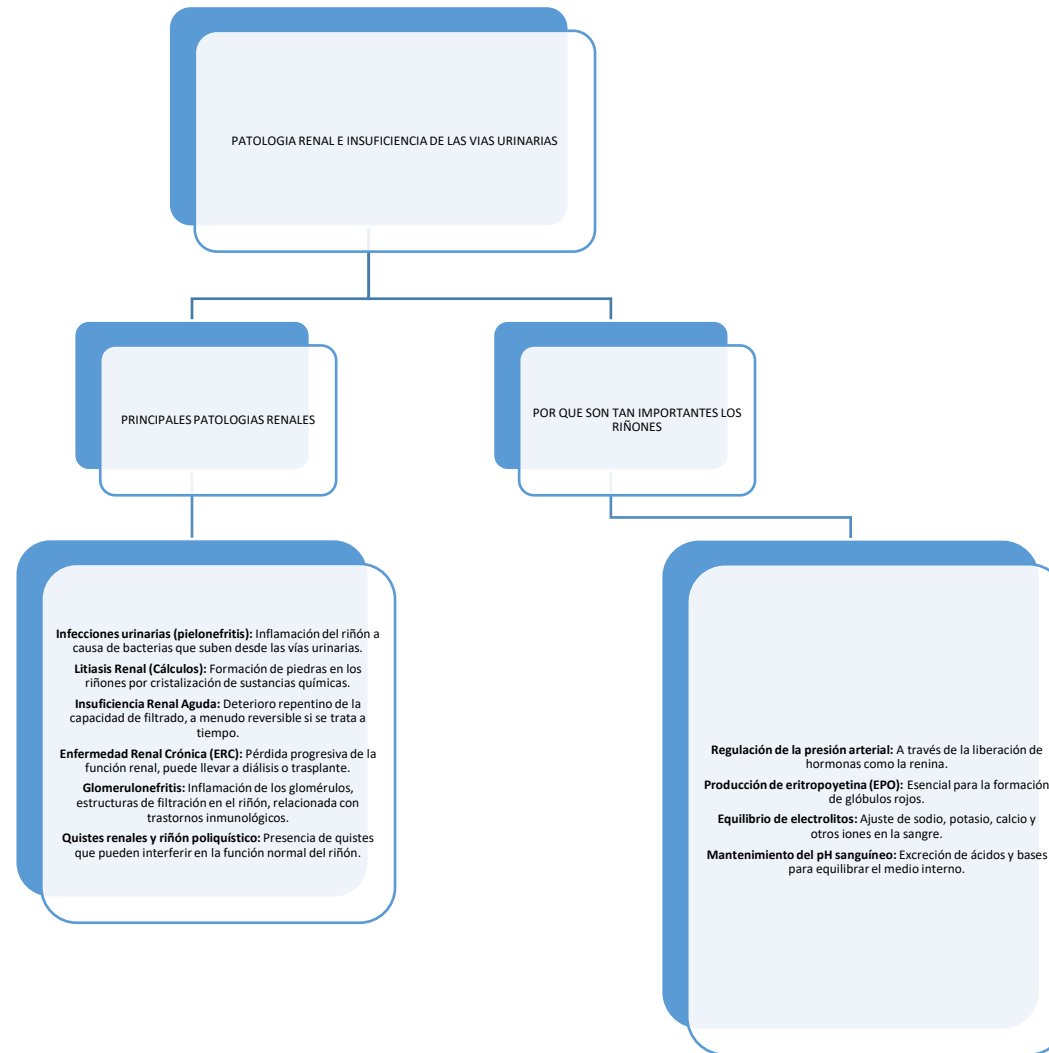 PATOLOGIA RENAL E INSUFICIENCIA DE LAS VIAS URINARIAS
PRINCIPALES PATOLOGIAS RENALES
POR QUE SON TAN IMPORTANTES LOS
RIÑONES
Infecciones urinarias (pielonefritis): Inflamación del riñón a
causa de bacterias que suben desde las vías urinarias.
Litiasis Renal (Cálculos): Formación de piedras en los
riñones por cristalización de sustancias químicas.
Insuficiencia Renal Aguda: Deterioro repentino de la
capacidad de filtrado, a menudo reversible si se trata a
tiempo.
Enfermedad Renal Crónica (ERC): Pérdida progresiva de la
función renal, puede llevar a diálisis o trasplante.
Glomerulonefritis: Inflamación de los glomérulos,
estructuras de filtración en el riñón, relacionada con
trastornos inmunológicos.
Quistes renales y riñón poliquístico: Presencia de quistes
que pueden interferir en la función normal del riñón.
Regulación de la presión arterial: A través de la liberación de
hormonas como la renina.
Producción de eritropoyetina (EPO): Esencial para la formación
de glóbulos rojos.
Equilibrio de electrolitos: Ajuste de sodio, potasio, calcio y
otros iones en la sangre.
Mantenimiento del pH sanguíneo: Excreción de ácidos y bases
para equilibrar el medio interno.